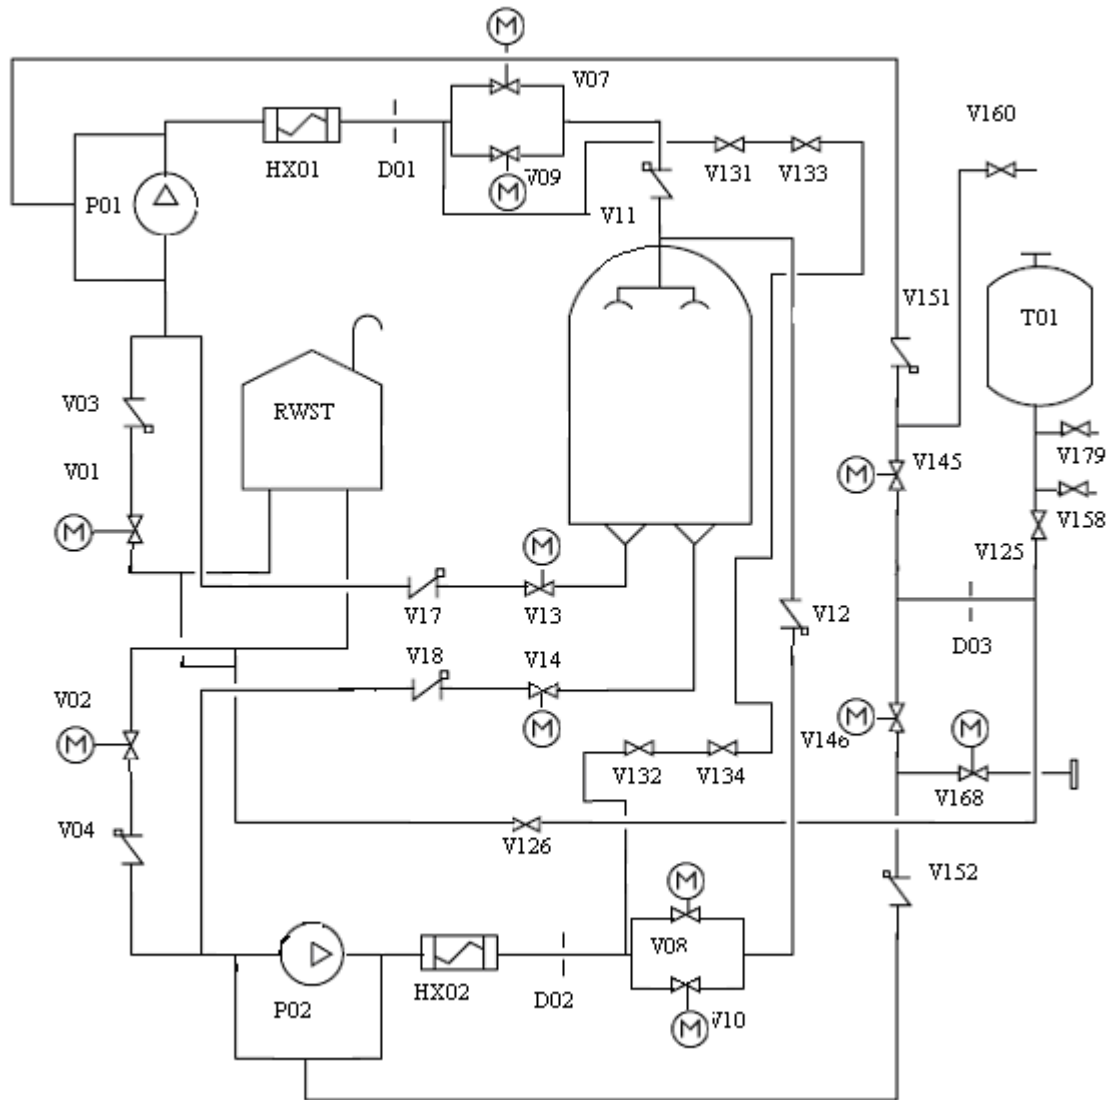 M
V07
V160
HX01
D01
V09
M
V131
V133
P01
V11
V151
T01
RWST
V03
V01
M
V145
M
V179
V158
V125
M
V17
V13
V12
D03
V18
V14
V02
M
M
M
V146
M
V132
V134
V168
V04
V126
M
V152
V08
HX02
D02
P02
V10
M